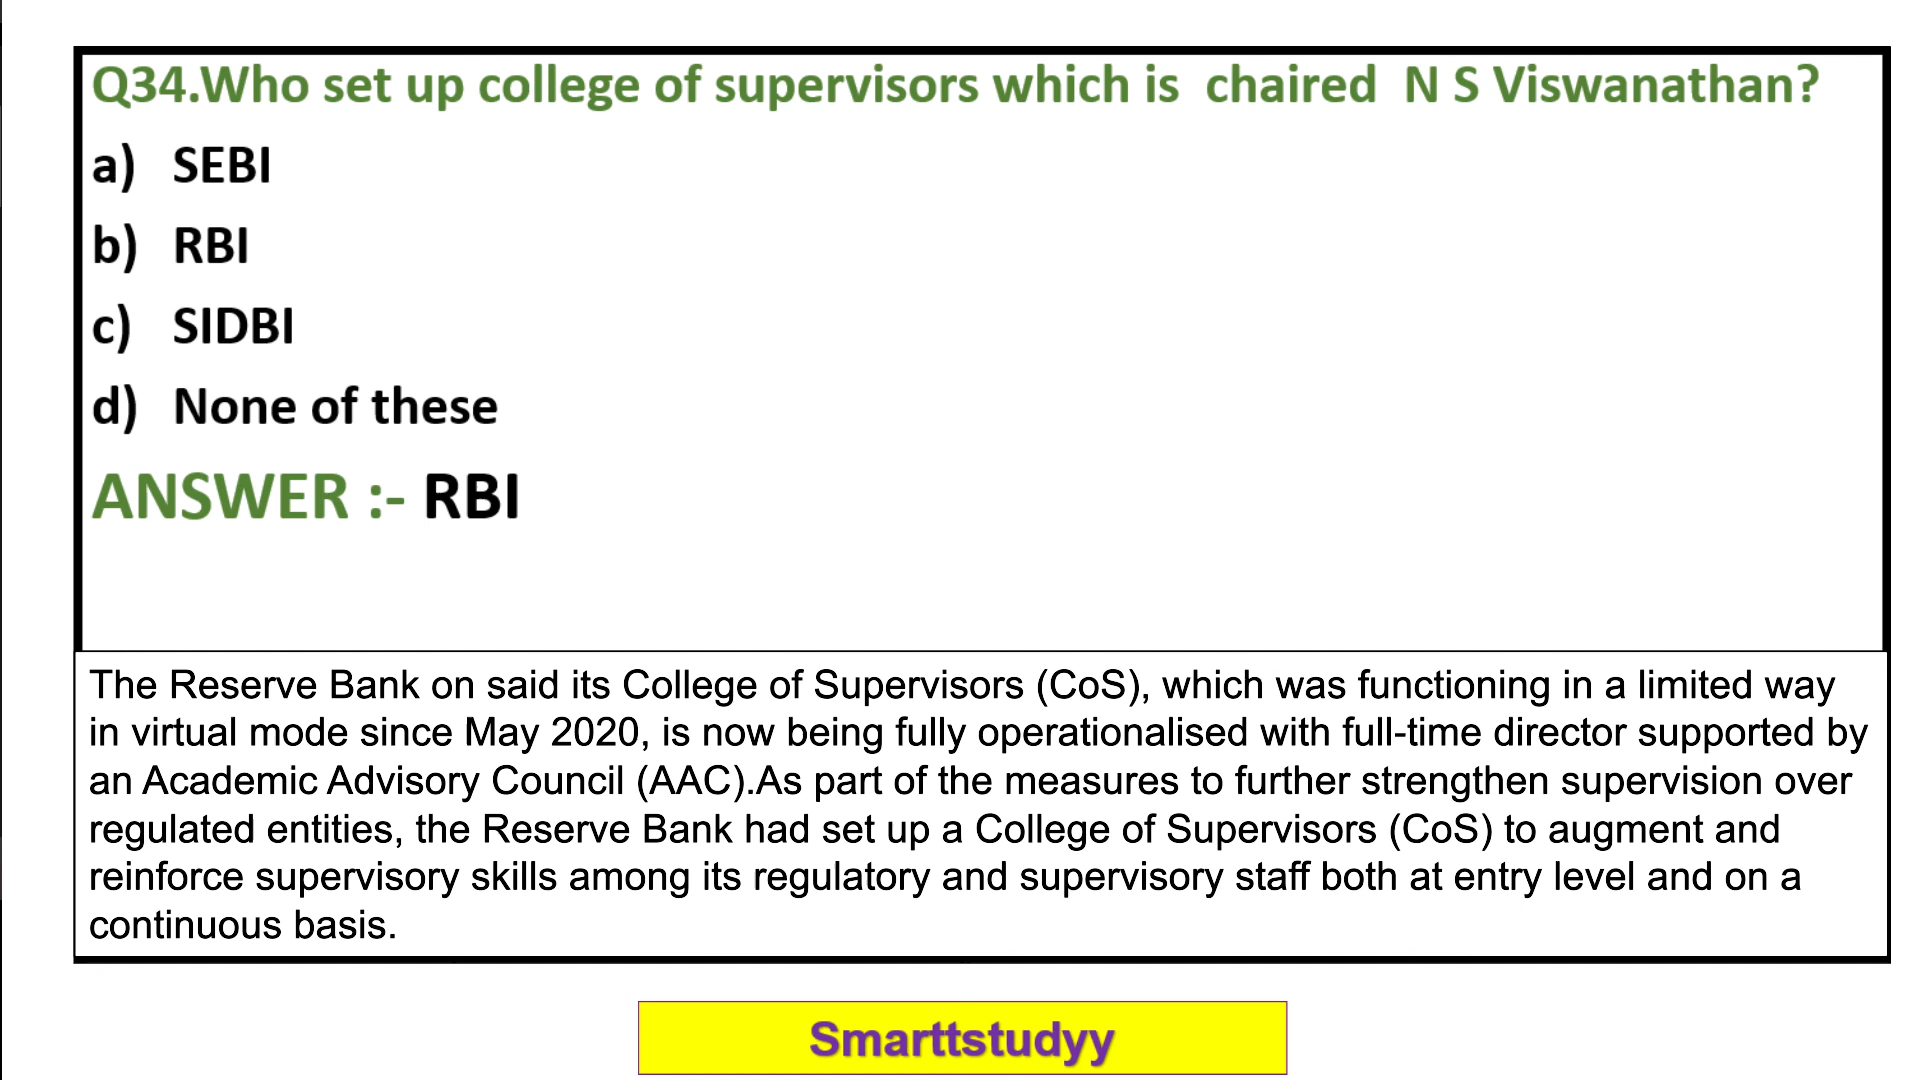 Q34.Who set up college of supervisors which is chaired N S Viswanathan?
a) SEBI
b) RBI
c) SIDBI
d) None of these
ANSWER :- RBI
The Reserve Bank on said its College of Supervisors (CoS), which was functioning in a limited way
in virtual mode since May 2020, is now being fully operationalised with full-time director supported by
an Academic Advisory Council (AAC).As part of the measures to further strengthen supervision over
regulated entities, the Reserve Bank had set up a College of Supervisors (CoS) to augment and
reinforce supervisory skills among its regulatory and supervisory staff both at entry level and on a
continuous basis.
Smarttstudyy